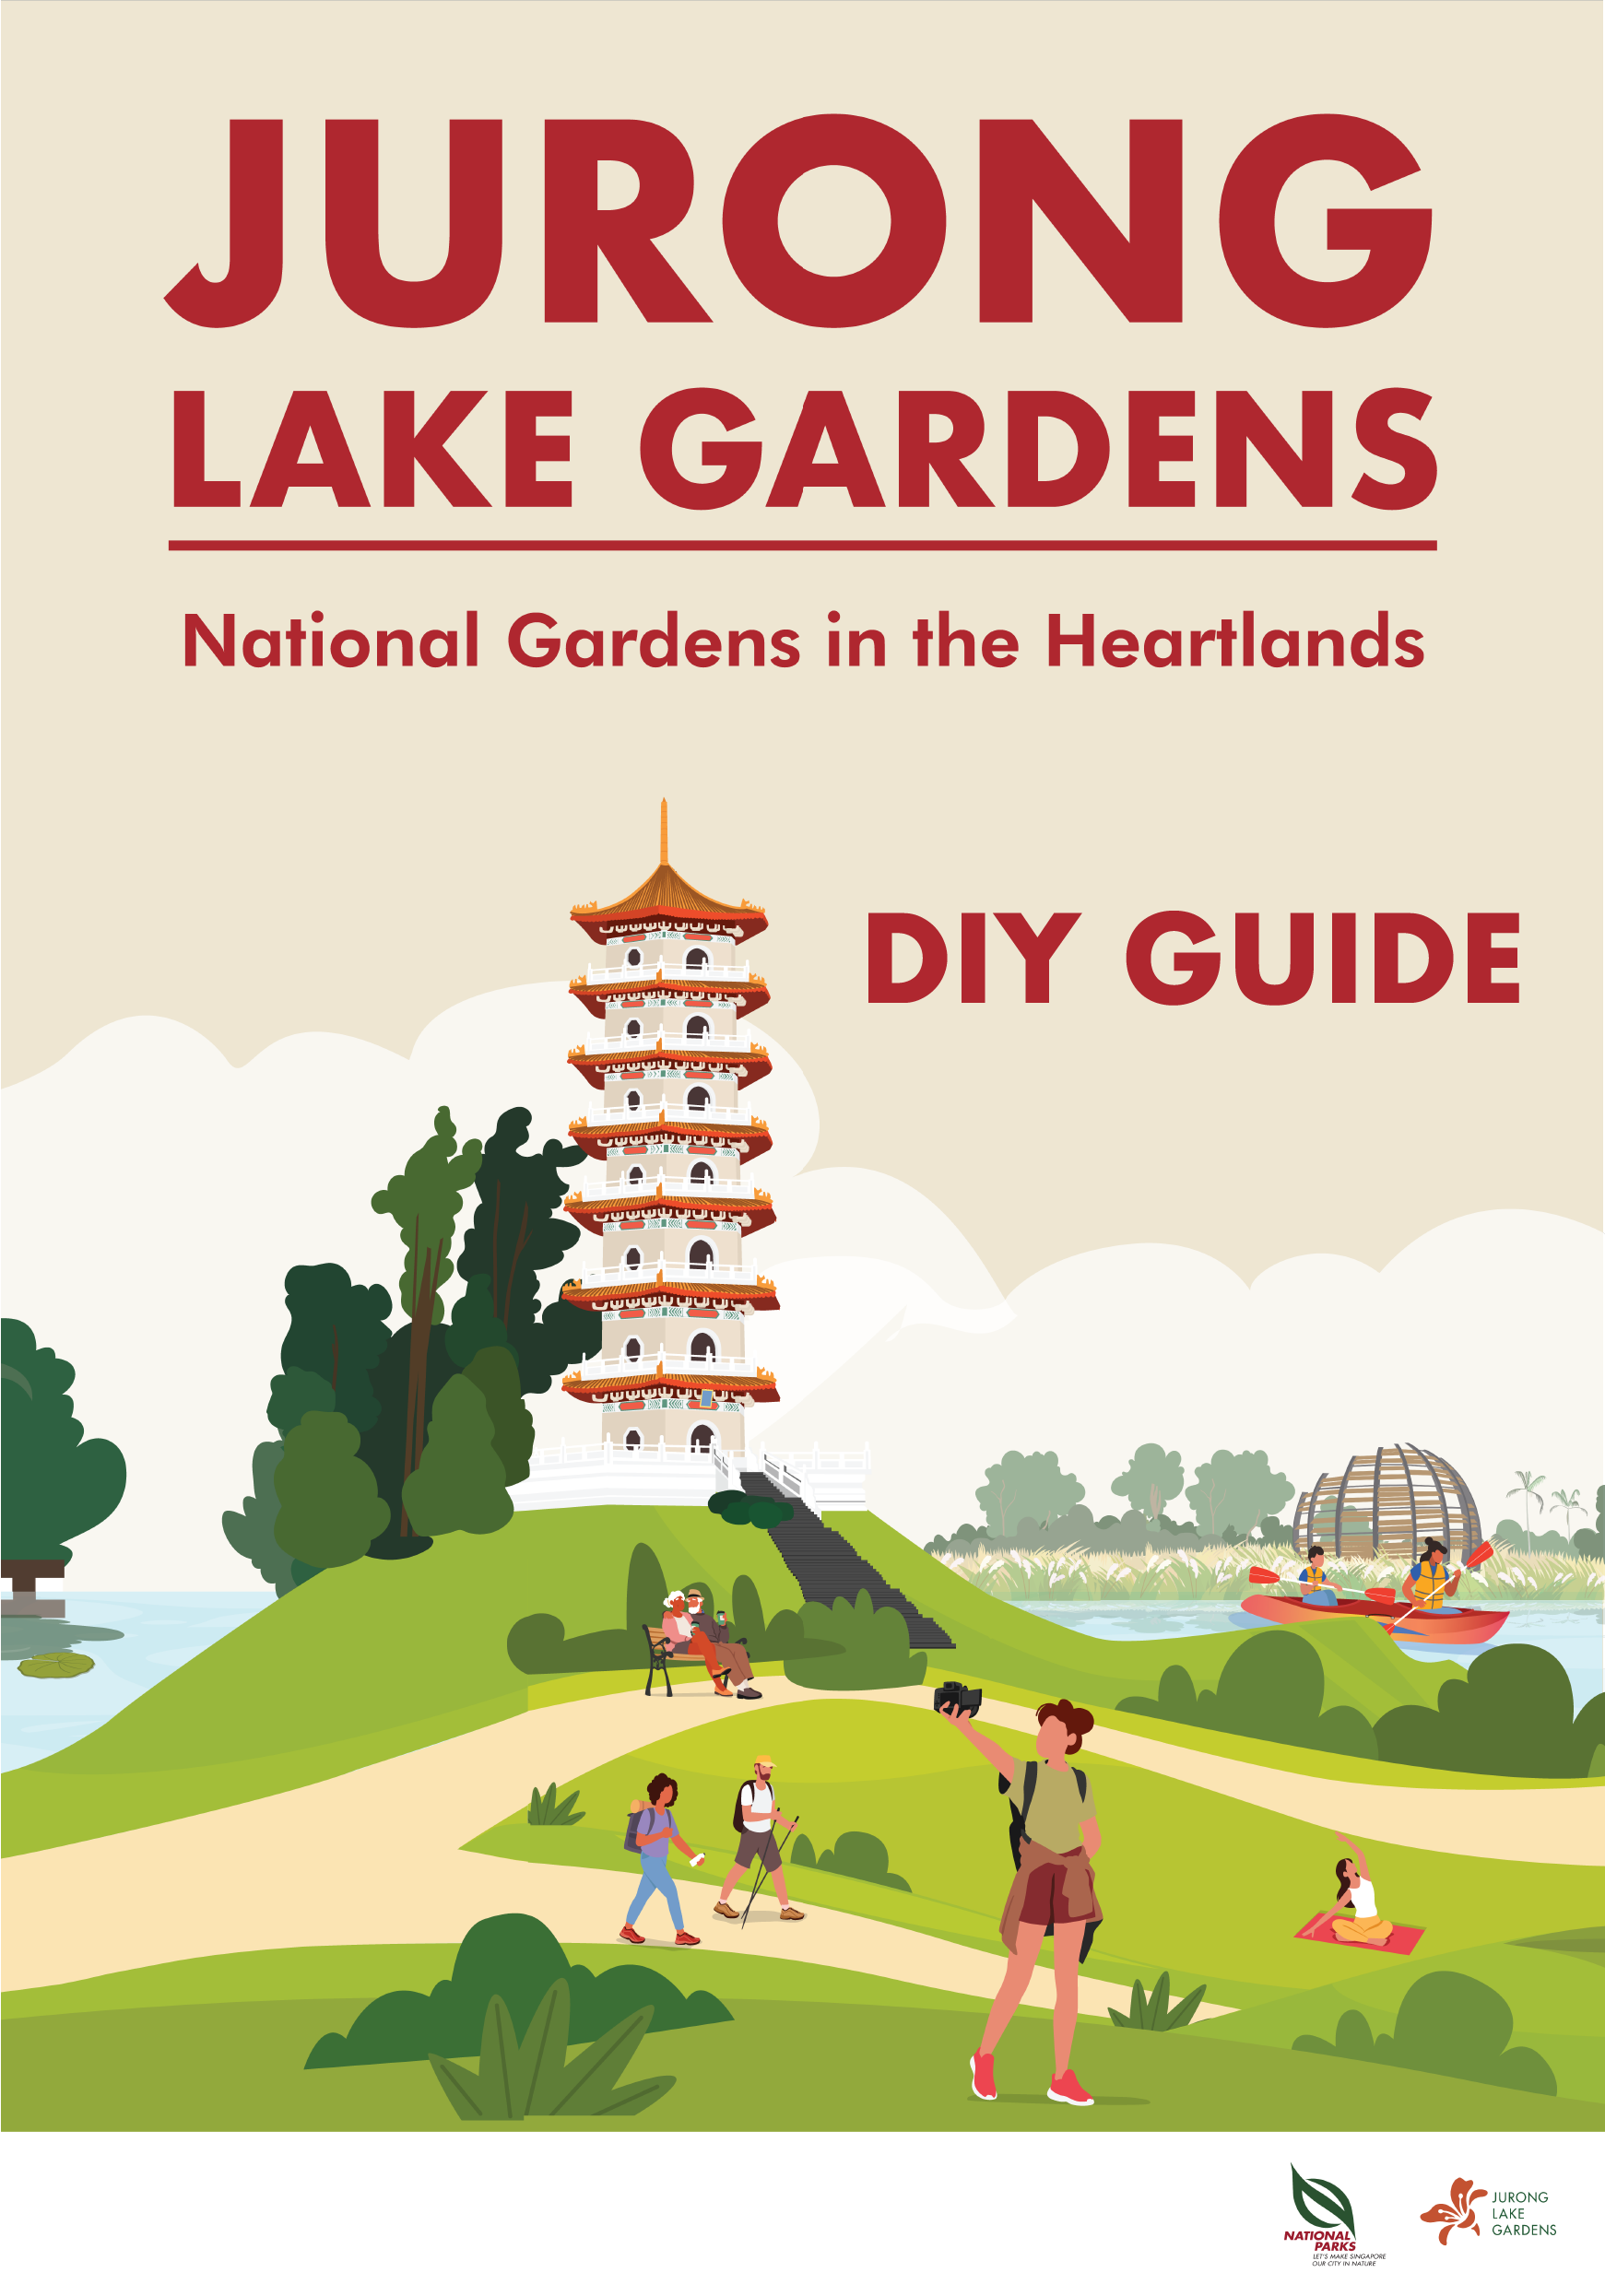 JURONG
LAKE GARDENS
National Gardens in the Heartlands
DIY GUIDE
NATIONAL
PARKS
LET'S MAKE SINGAPORE
OUR CITY IN NATURE
JURONG
LAKE
GARDENS